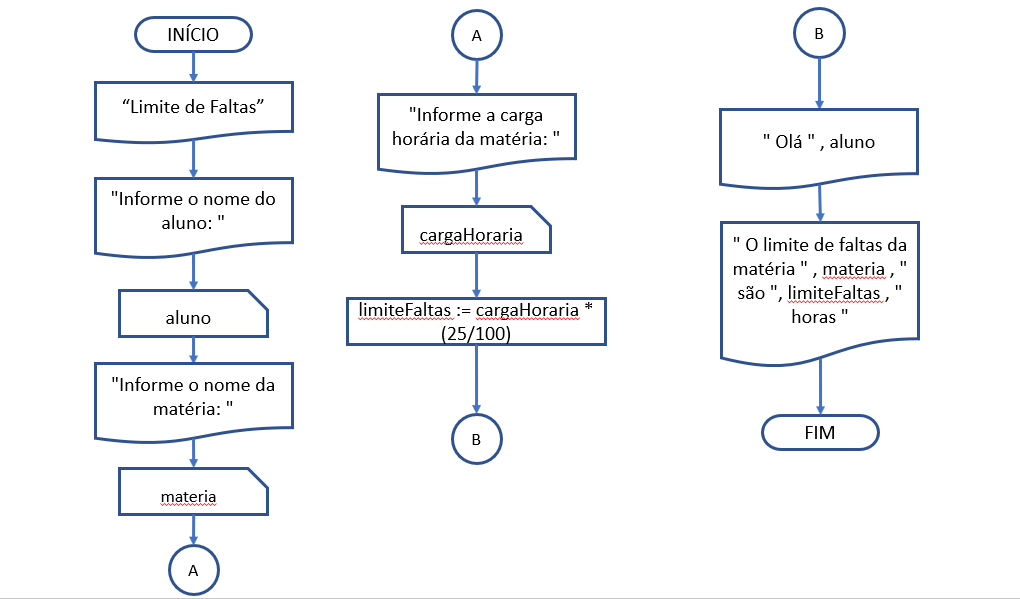 INÍCIO
“Limite de Faltas”
"Informe o nome do
aluno: "
aluno
"Informe o nome da
matéria: "
materia
A
A
"Informe a carga
horária da matéria: "
cargaHoraria
limiteFaltas := cargaHoraria *
(25/100)
B
B
" Olá " , aluno
" O limite de faltas da
matéria " , materia , "
são ", limiteFaltas , "
horas "
FIM